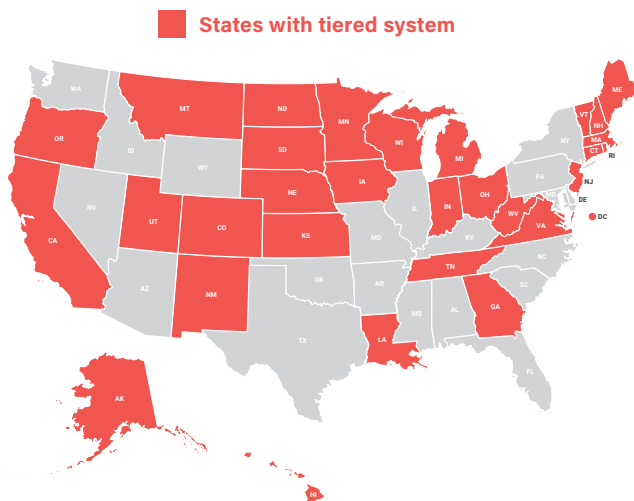 States with tiered system
WA
MT
ND
MN
ME
OR
ID
WY
SD
WI
MI
VT
NH
NY
MA
CT
RI
NV
UT
CO
NE
IA
IL
IN
OH
PA
NJ
MD
DE
DC
CA
KS
MO
KY
WV
VA
AZ
NM
OK
AR
TN
NC
SC
TX
LA
MS
AL
GA
FL
AK
HI